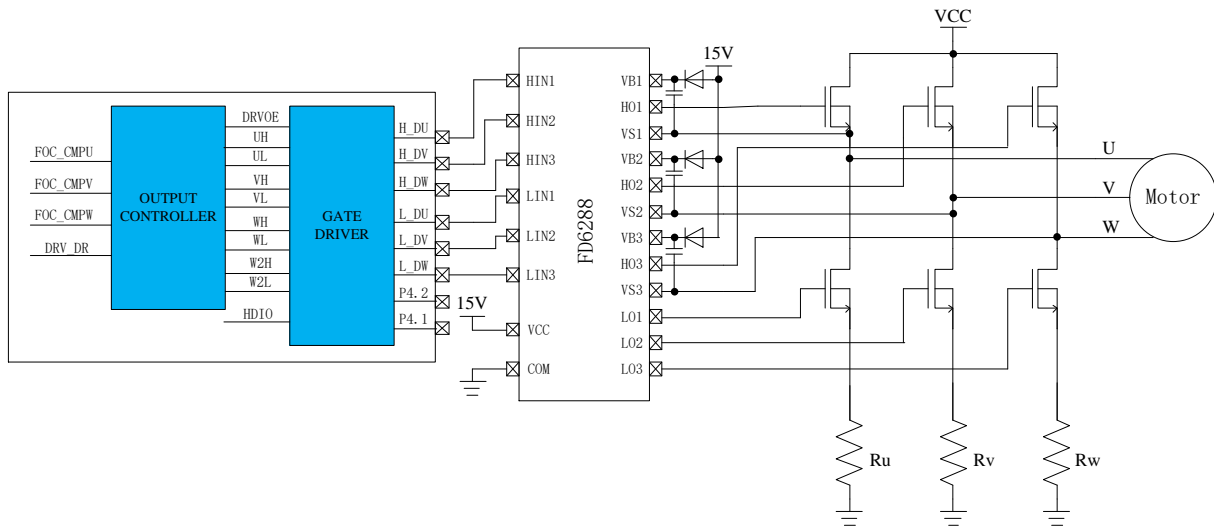 VCC
15V
HIN1
VB1
HO1
HIN2
VS1
HIN3
VB2
LIN1
HO2
LIN2
VS2
LIN3
VB3
HO3
VS3
LO1
VCC
LO2
COM
LO3
FD6288
15V
DRVOE
UH
UL
VH
VL
WH
WL
W2H
W2L
HDIO
FOC_CMPU
FOC_CMPV
FOC_CMPW
DRV_DR
OUTPUT
CONTROLLER
GATE
DRIVER
H_DU
H_DV
H_DW
L_DU
L_DV
L_DW
P4.2
P4.1
U
V
W
Motor
Ru
Rv
Rw